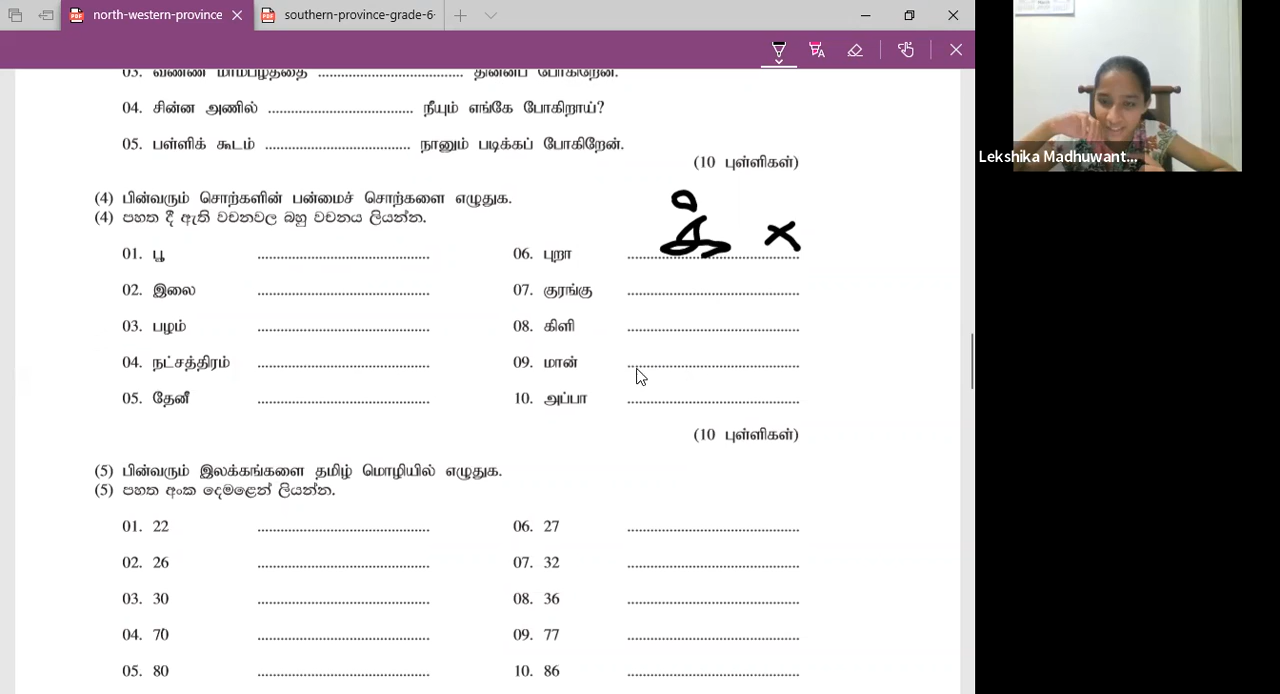 north-western-province
southern-province-grade-6-
03. வண்ண மாம்பழத்தை ........................................ தின்னப் போகிறேன்.
04. சின்ன அணில் ........................................ நீயும் எங்கே போகிறாய்?
05. பள்ளிக் கூடம் ........................................ நானும் படிக்கப் போகிறேன்.
(10 புள்ளிகள்)
(4) பின்வரும் சொற்களின் பன்மைச் சொற்களை எழுதுக.
(4) පහත දී ඇති වචනවල බහු වචනය ලියන්න.
க் ×
01. பூ ........................................ 06. புறா ........................................
02. இலை ........................................ 07. குரங்கு ........................................
03. பழம் ........................................ 08. கிளி ........................................
04. நட்சத்திரம் ........................................ 09. மான் ........................................
05. தேனீ ........................................ 10. அப்பா ........................................
(10 புள்ளிகள்)
(5) பின்வரும் இலக்கங்களை தமிழ் மொழியில் எழுதுக.
(5) පහත අංක දෙමළෙන් ලියන්න.
01. 22 ........................................ 06. 27 ........................................
02. 26 ........................................ 07. 32 ........................................
03. 30 ........................................ 08. 36 ........................................
04. 70 ........................................ 09. 77 ........................................
05. 80 ........................................ 10. 86 ........................................
Lekshika Madhuwant...